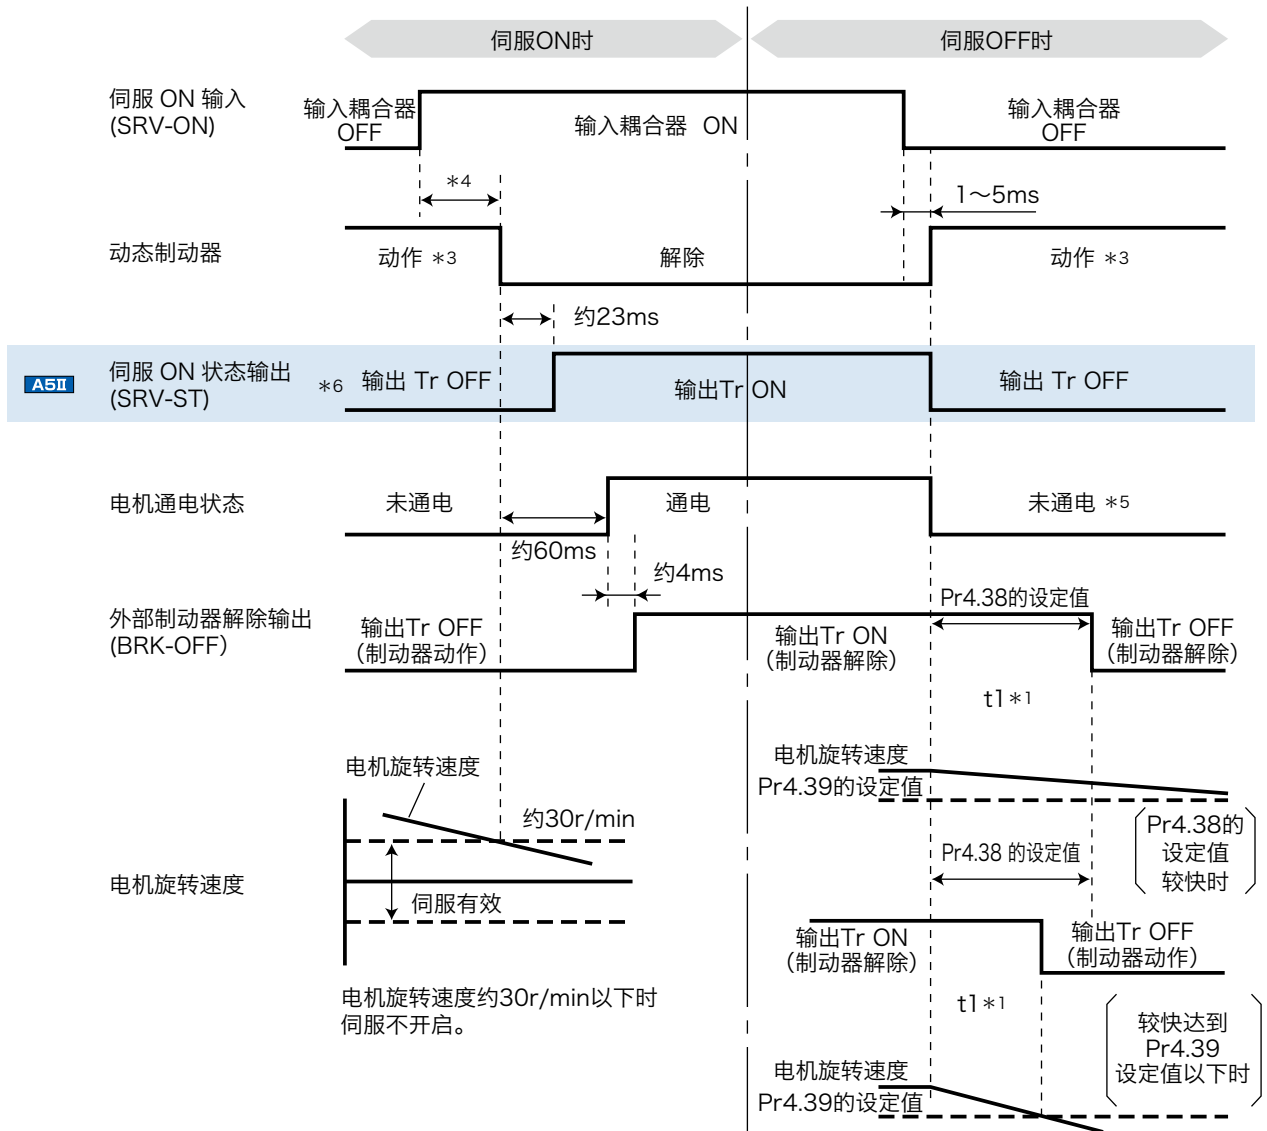 伺服ON时
伺服OFF时
伺服 ON 输入
(SRV-ON)
输入耦合器
OFF
输入耦合器 ON
输入耦合器
OFF
*4
1～5ms
动态制动器
动作 *3
解除
动作 *3
约23ms
A5II
伺服 ON 状态输出
(SRV-ST)
*6
输出 Tr OFF
输出Tr ON
输出 Tr OFF
电机通电状态
未通电
通电
未通电 *5
约60ms
约4ms
外部制动器解除输出
(BRK-OFF）
输出Tr OFF
（制动器动作）
输出Tr ON
（制动器解除）
Pr4.38的设定值
输出Tr OFF
（制动器解除）
t1*1
电机旋转速度
Pr4.39的设定值
Pr4.38的
设定值
较快时
电机旋转速度
电机旋转速度
约30r/min
伺服有效
电机旋转速度约30r/min以下时
伺服不开启。
Pr4.38 的设定值
输出Tr ON
（制动器解除）
输出Tr OFF
（制动器动作）
t1*1
较快达到
Pr4.39
设定值以下时
电机旋转速度
Pr4.39的设定值